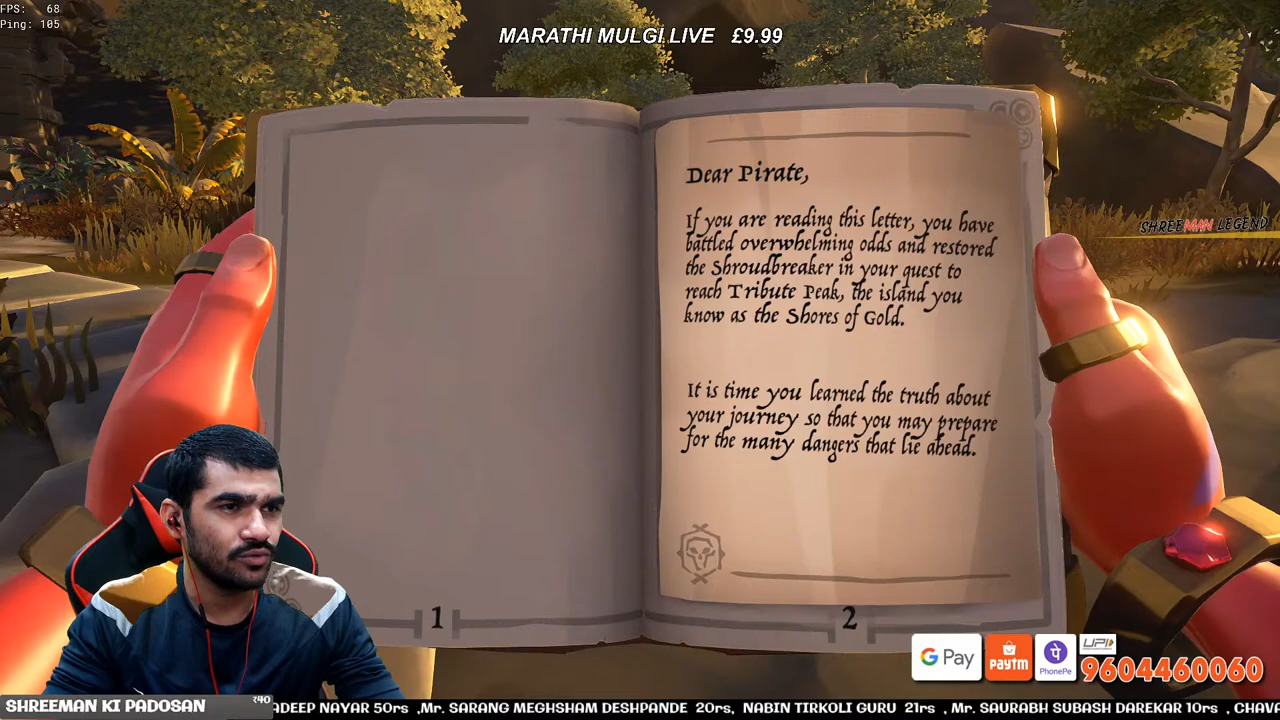 FPS: 68
Ping: 105
MARATHI MULGI LIVE £9.99
SHREEMAN LEGEND
Dear Pirate,
If you are reading this letter, you have
battled overwhelming odds and restored
the Shroudbreaker in your quest to
reach Tribute Peak, the island you
know as the Shores of Gold.
It is time you learned the truth about
your journey so that you may prepare
for the many dangers that lie ahead.
1
2
G Pay
paytm
पे
PhonePe
UPI
9604460060
SHREEMAN KI PADOSAN ₹40
ADEEP NAYAR 50rs ,Mr. SARANG MEGHSHAM DESHPANDE 20rs, NABIN TIRKOLI GURU 21rs , Mr. SAURABH SUBASH DAREKAR 10rs , CHAVA